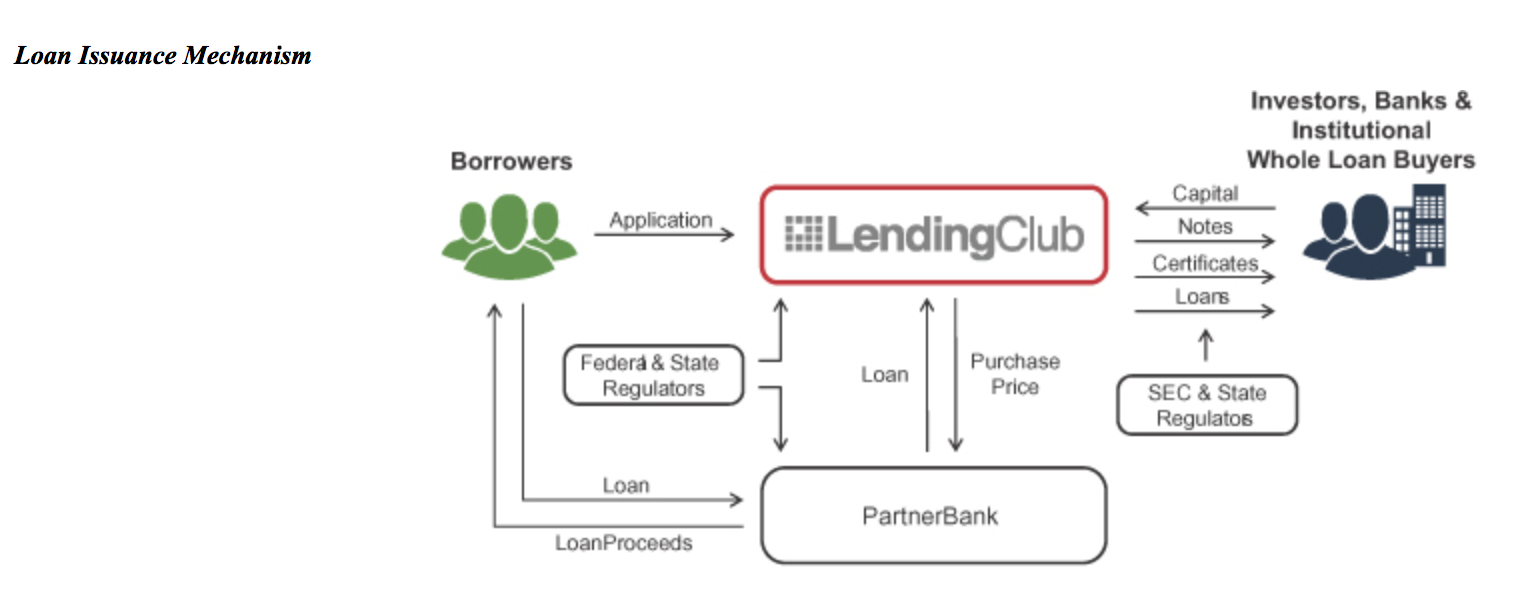 Loan Issuance Mechanism
Investors, Banks &
Institutional
Whole Loan Buyers
Borrowers
Application
LendingClub
Capital
Notes
Certificates
Loans
Federal & State
Regulators
Loan
Purchase
Price
SEC & State
Regulators
Loan
LoanProceeds
PartnerBank